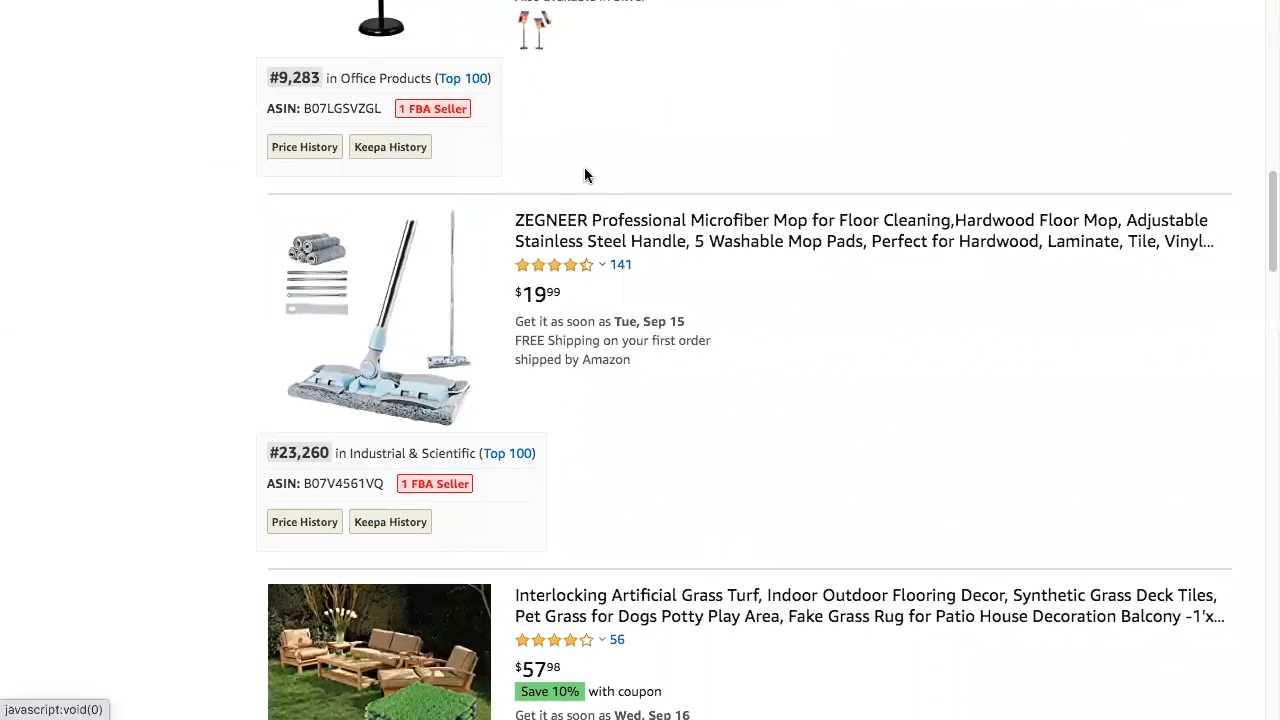 #9,283 in Office Products (Top 100)
ASIN: B07LGSVZGL 1 FBA Seller
Price History Keepa History
ZEGNEER Professional Microfiber Mop for Floor Cleaning,Hardwood Floor Mop, Adjustable
Stainless Steel Handle, 5 Washable Mop Pads, Perfect for Hardwood, Laminate, Tile, Vinyl...
141
$19 99
Get it as soon as Tue, Sep 15
FREE Shipping on your first order
shipped by Amazon
#23,260 in Industrial & Scientific (Top 100)
ASIN: B07V4561VQ 1 FBA Seller
Price History Keepa History
Interlocking Artificial Grass Turf, Indoor Outdoor Flooring Decor, Synthetic Grass Deck Tiles,
Pet Grass for Dogs Potty Play Area, Fake Grass Rug for Patio House Decoration Balcony -1'x...
56
$57 98
Save 10% with coupon
Get it as soon as Wed, Sep 16
javascript:void(0)